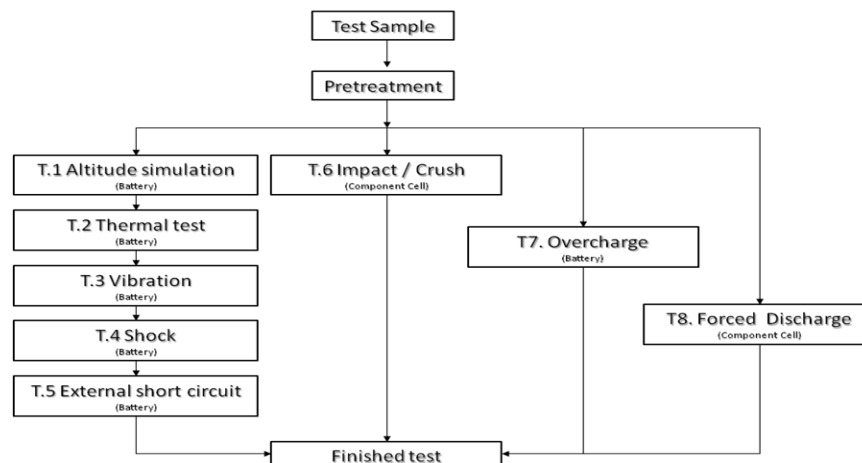 Test Sample
Pretreatment
T.1 Altitude simulation
(Battery)
T.2 Thermal test
(Battery)
T.3 Vibration
(Battery)
T.4 Shock
(Battery)
T.5 External short circuit
(Battery)
T.6 Impact / Crush
(Component Cell)
T7. Overcharge
(Battery)
T8. Forced Discharge
(Component Cell)
Finished test